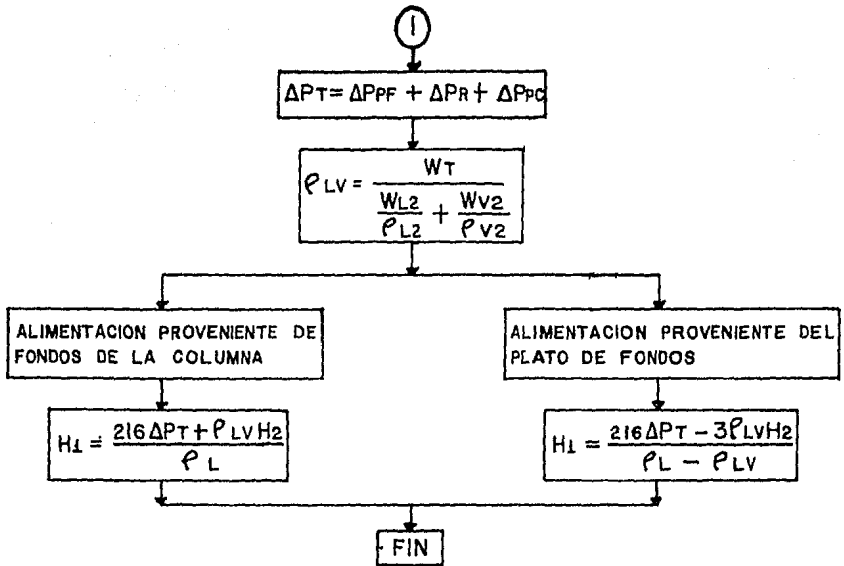 1
ΔPT = ΔPPF + ΔPR + ΔPPC
ρLV = WT / (WL2/ρL2 + WV2/ρV2)
ALIMENTACION PROVENIENTE DE
FONDOS DE LA COLUMNA
ALIMENTACION PROVENIENTE DEL
PLATO DE FONDOS
H1 = (216 ΔPT + ρLV H2) / ρL
H1 = (216 ΔPT - 3ρLV H2) / (ρL - ρLV)
FIN